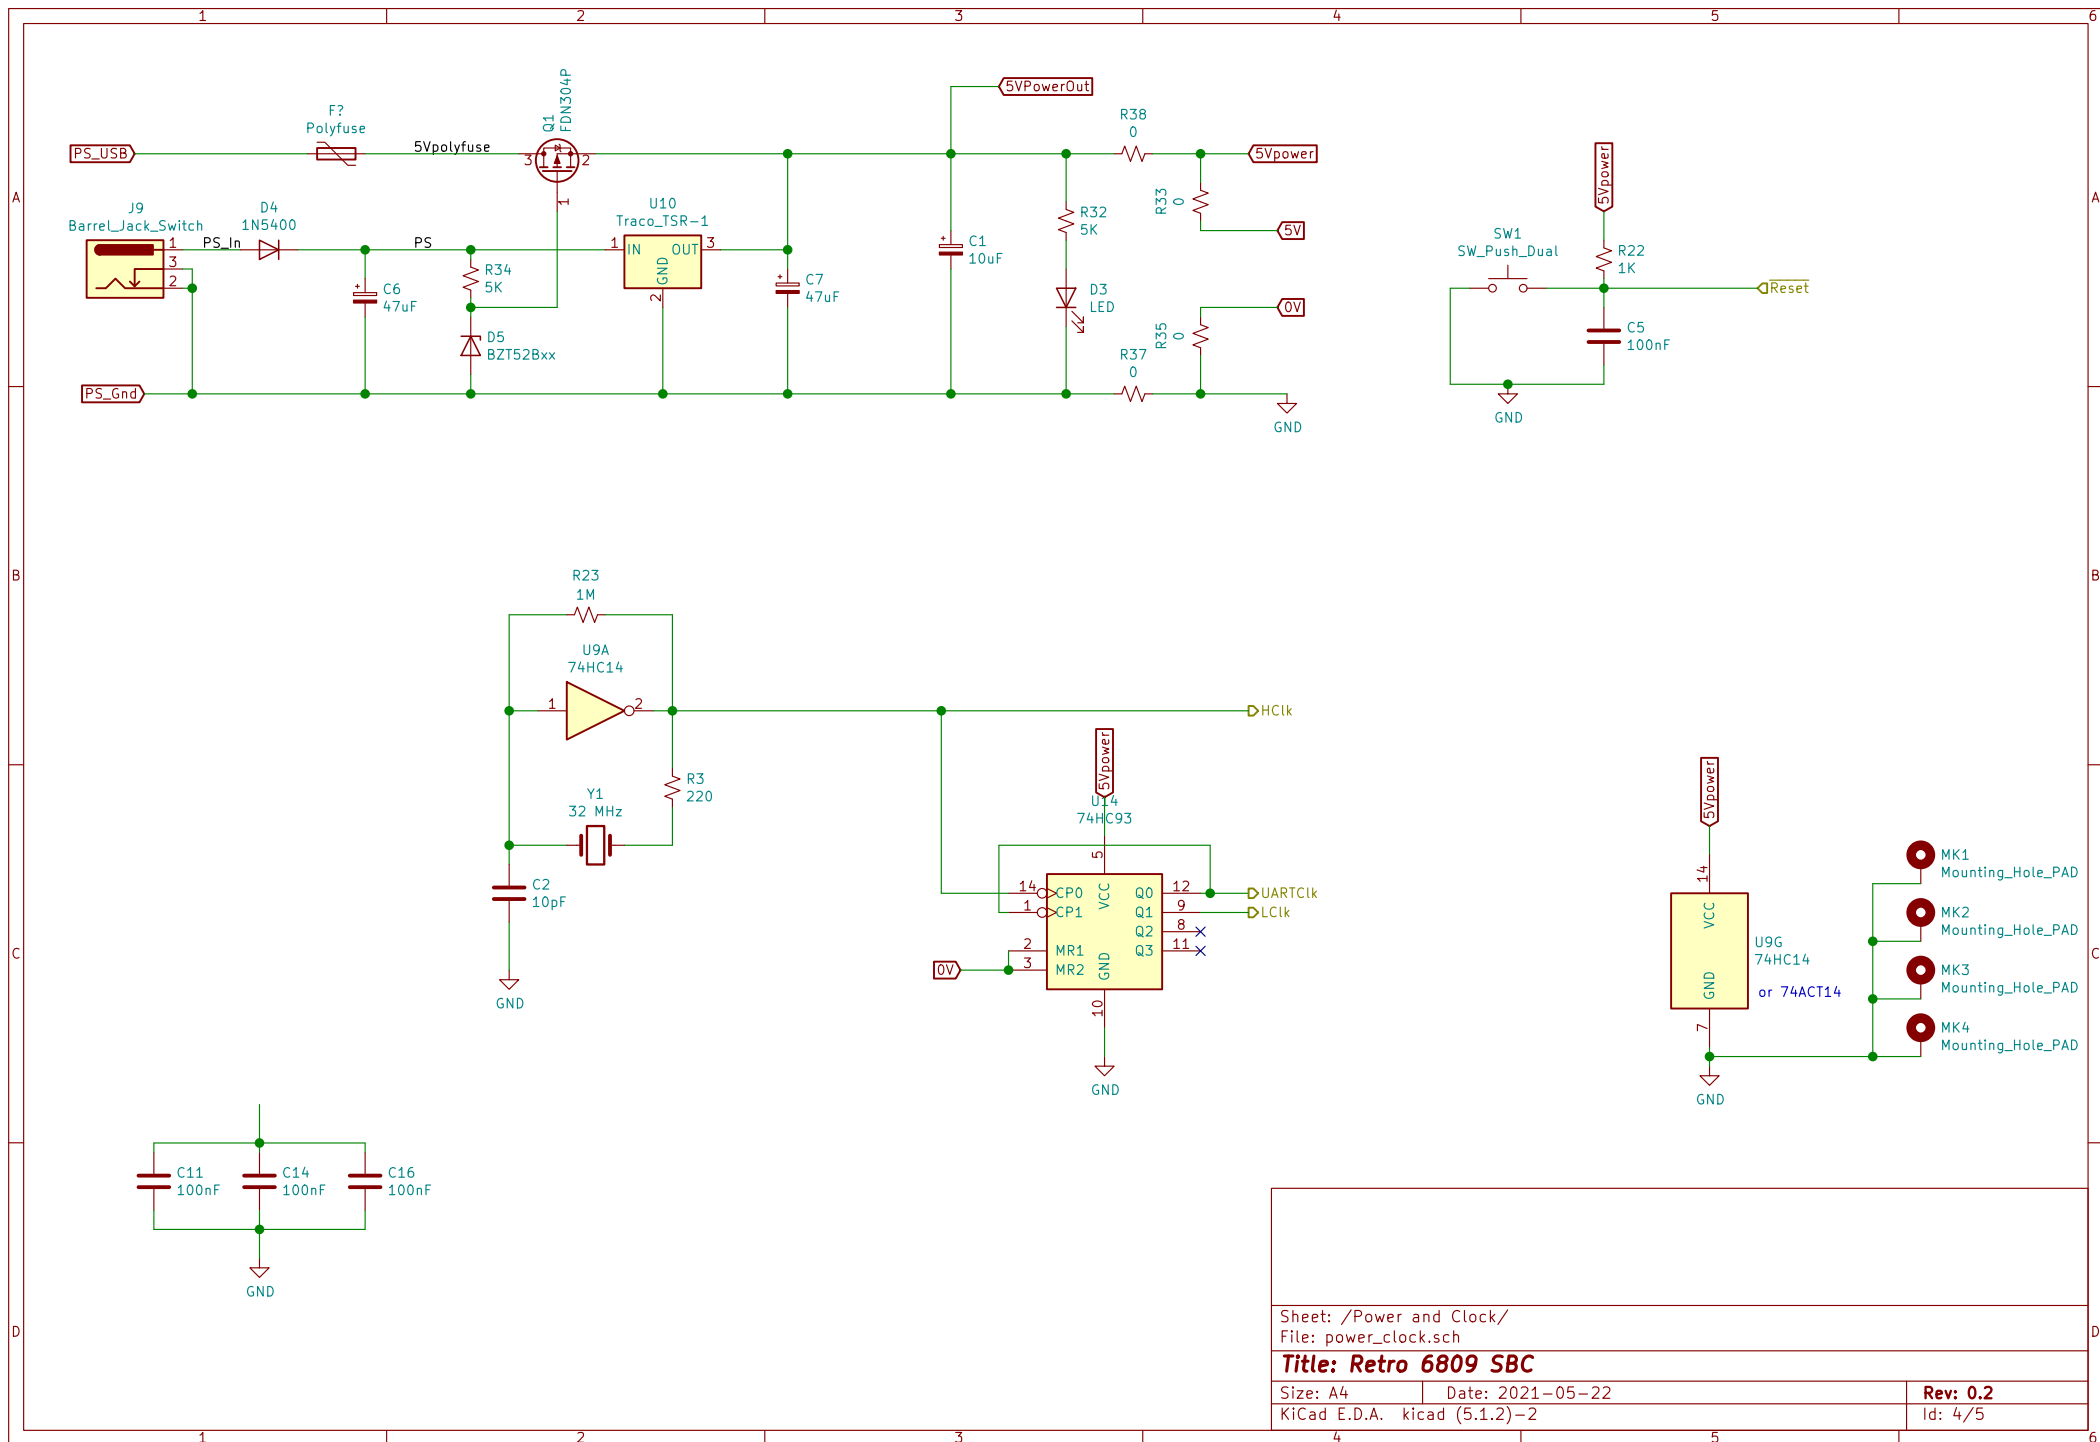 1 2 3 4 5 6
A
B
C
D
A
B
C
D
1 2 3 4 5 6
PS_USB
F?
Polyfuse
5Vpolyfuse
Q1
FDN304P
3
2
1
5VPowerOut
R38
0
5Vpower
J9
Barrel_Jack_Switch
1
3
2
PS_In
D4
1N5400
PS
C6
47uF
R34
5K
D5
BZT52Bxx
U10
Traco_TSR-1
1
IN
OUT
3
GND
2
C7
47uF
C1
10uF
R32
5K
D3
LED
R33
0
5V
0V
R35
0
R37
0
PS_Gnd
GND
5Vpower
SW1
SW_Push_Dual
R22
1K
Reset
C5
100nF
GND
R23
1M
U9A
74HC14
1
2
HClk
R3
220
Y1
32 MHz
C2
10pF
GND
5Vpower
U14
74HC93
5
VCC
14
CP0
1
CP1
2
MR1
3
MR2
Q0
12
Q1
9
Q2
8
Q3
11
GND
10
UARTClk
LClk
0V
GND
5Vpower
14
VCC
GND
7
U9G
74HC14
or 74ACT14
GND
MK1
Mounting_Hole_PAD
MK2
Mounting_Hole_PAD
MK3
Mounting_Hole_PAD
MK4
Mounting_Hole_PAD
C11
100nF
C14
100nF
C16
100nF
GND
Sheet: /Power and Clock/
File: power_clock.sch
Title: Retro 6809 SBC
Size: A4 Date: 2021-05-22 Rev: 0.2
KiCad E.D.A. kicad (5.1.2)-2 Id: 4/5